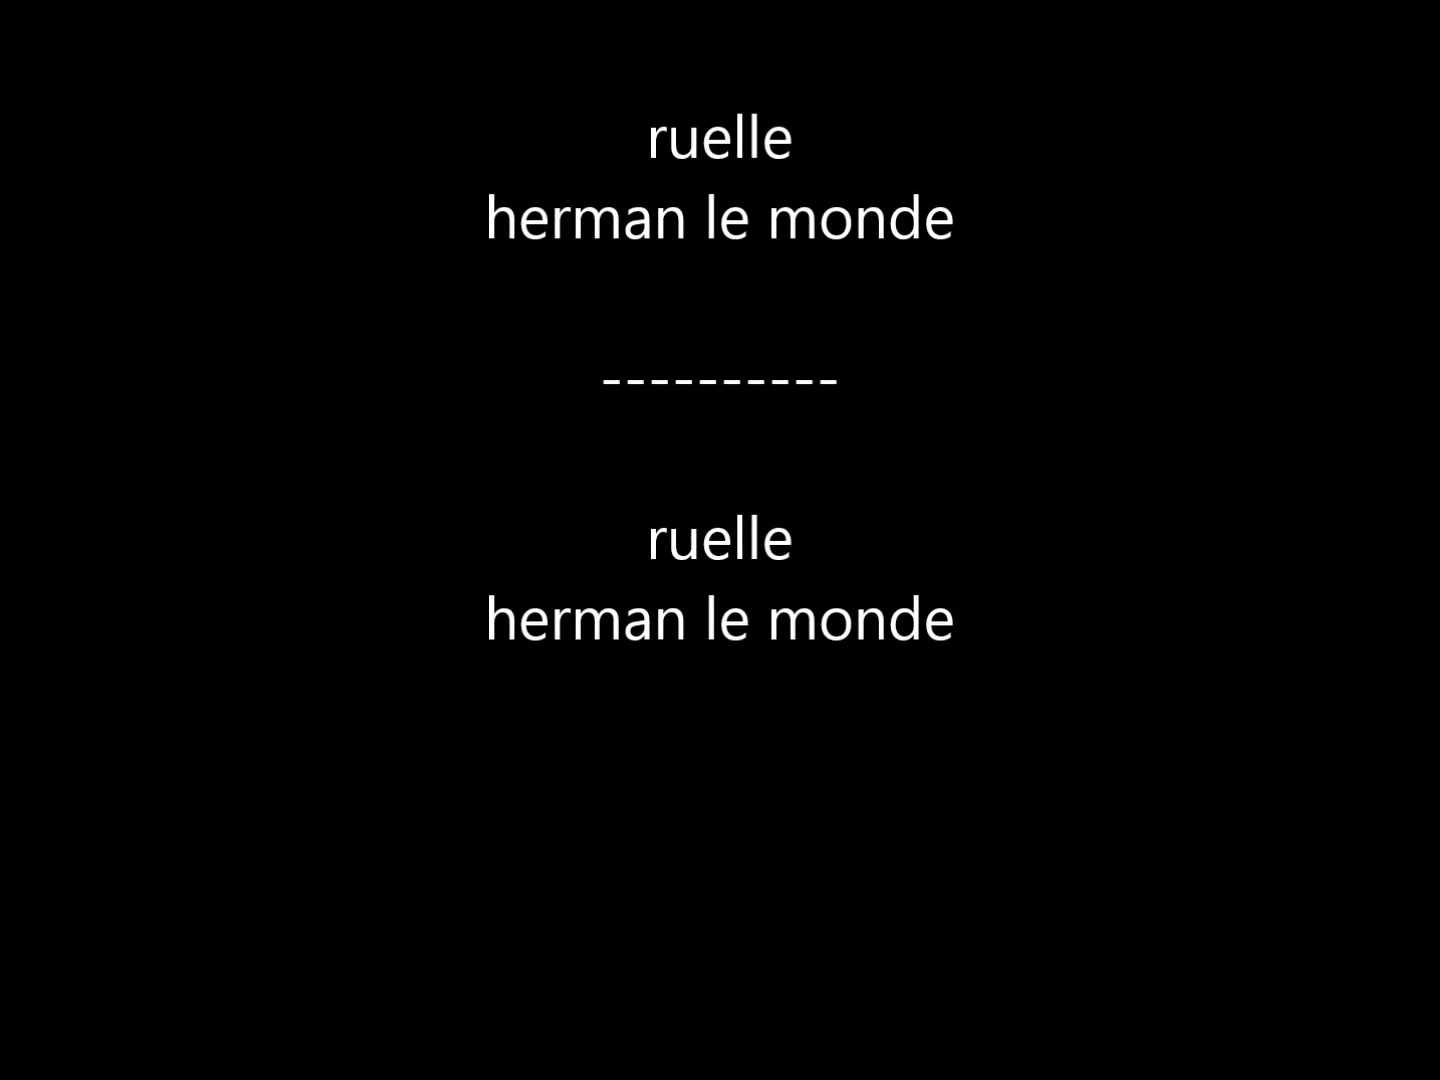 ruelle
herman le monde
----------
ruelle
herman le monde